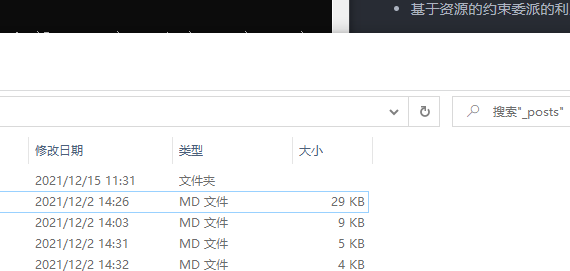 基于资源的约束委派的利
搜索"_posts"
修改日期 类型 大小
2021/12/15 11:31 文件夹
2021/12/2 14:26 MD 文件 29 KB
2021/12/2 14:03 MD 文件 9 KB
2021/12/2 14:31 MD 文件 5 KB
2021/12/2 14:32 MD 文件 4 KB